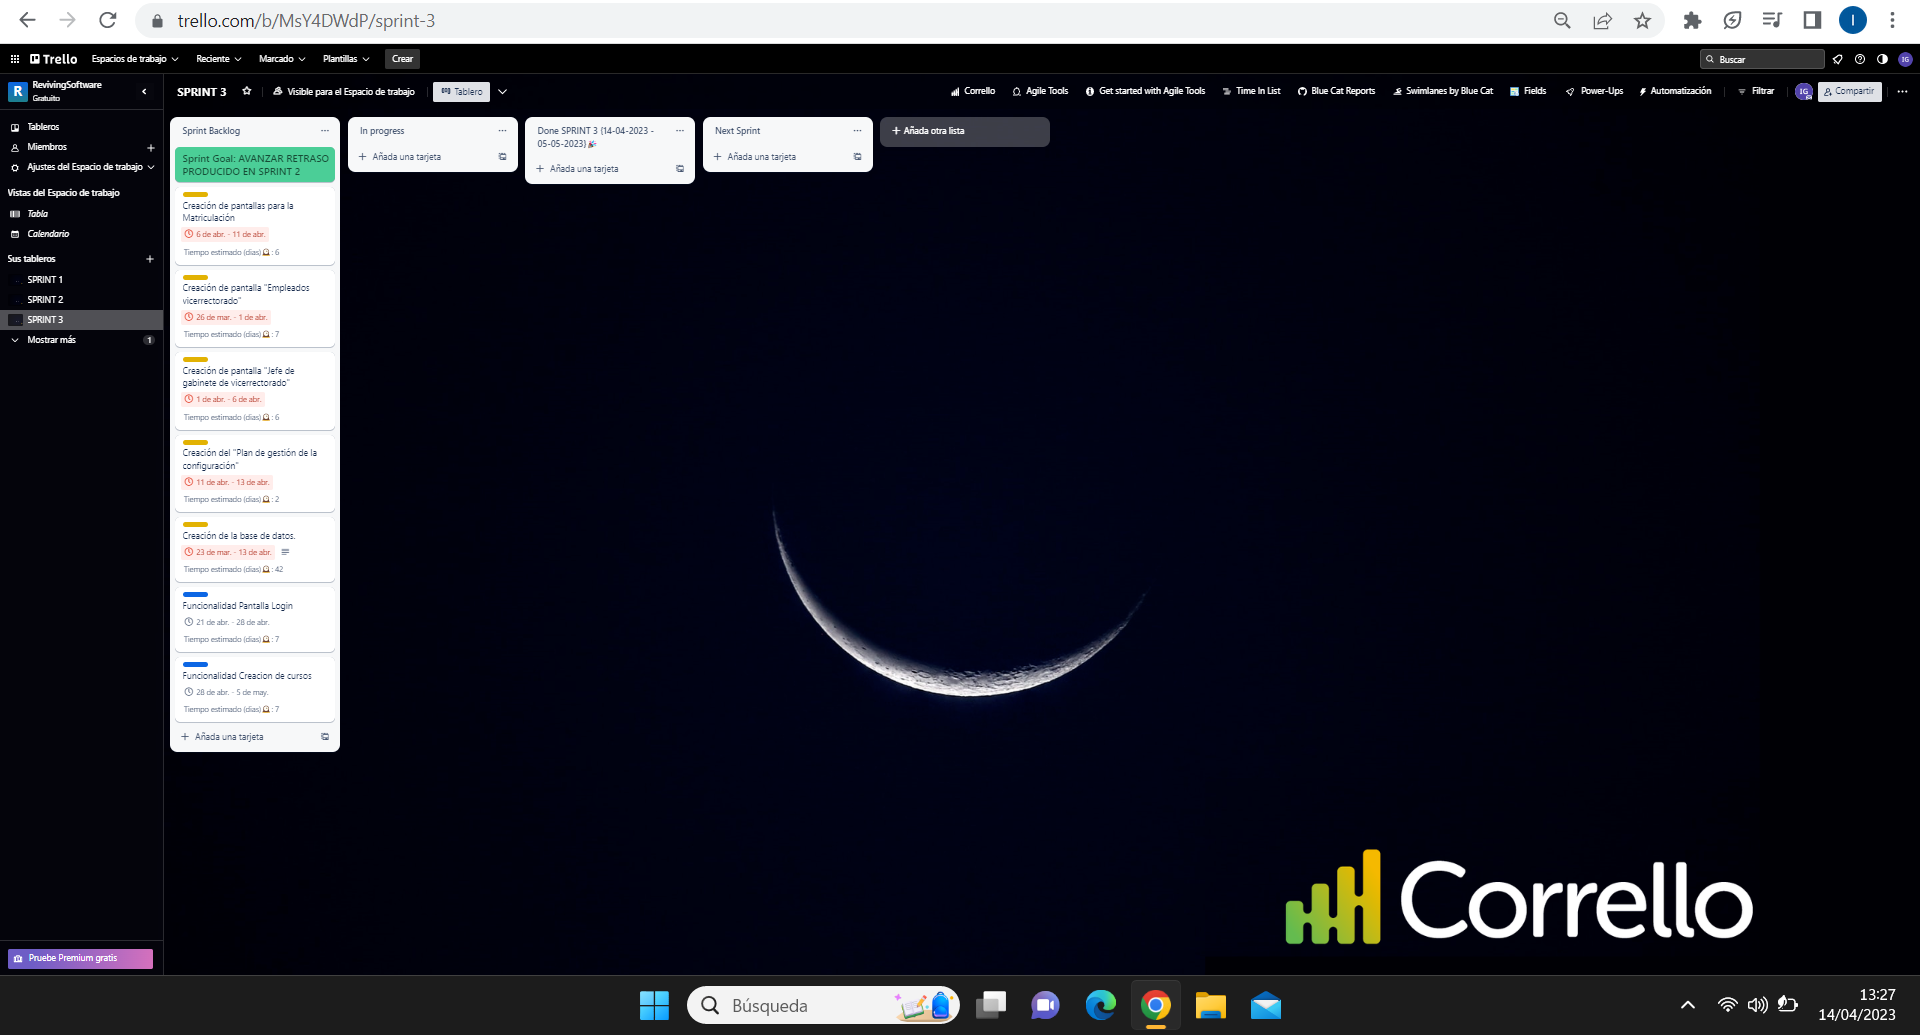 trello.com/b/MsY4DWdP/sprint-3
I
Trello
Espacios de trabajo
Reciente
Marcado
Plantillas
Crear
Buscar
IG
R
RevivingSoftware
Gratuito
SPRINT 3
Visible para el Espacio de trabajo
Tablero
Corrello
Agile Tools
Get started with Agile Tools
Time In List
Blue Cat Reports
Swimlanes by Blue Cat
Fields
Power-Ups
Automatización
Filtrar
IG
Compartir
Tableros
Miembros
Ajustes del Espacio de trabajo
Vistas del Espacio de trabajo
Tabla
Calendario
Sus tableros
SPRINT 1
SPRINT 2
SPRINT 3
Mostrar más
1
Pruebe Premium gratis
Sprint Backlog
Sprint Goal: AVANZAR RETRASO
PRODUCIDO EN SPRINT 2
Creación de pantallas para la
Matriculación
6 de abr. - 11 de abr.
Tiempo estimado (días) : 6
Creación de pantalla "Empleados
vicerrectorado"
26 de mar. - 1 de abr.
Tiempo estimado (días) : 7
Creación de pantalla "Jefe de
gabinete de vicerrectorado"
1 de abr. - 6 de abr.
Tiempo estimado (días) : 6
Creación del "Plan de gestión de la
configuración"
11 de abr. - 13 de abr.
Tiempo estimado (días) : 2
Creación de la base de datos.
23 de mar. - 13 de abr.
Tiempo estimado (días) : 42
Funcionalidad Pantalla Login
21 de abr. - 28 de abr.
Tiempo estimado (días) : 7
Funcionalidad Creacion de cursos
28 de abr. - 5 de may.
Tiempo estimado (días) : 7
+ Añada una tarjeta
In progress
+ Añada una tarjeta
Done SPRINT 3 (14-04-2023 -
05-05-2023)
+ Añada una tarjeta
Next Sprint
+ Añada una tarjeta
+ Añada otra lista
Corrello
Búsqueda
13:27
14/04/2023